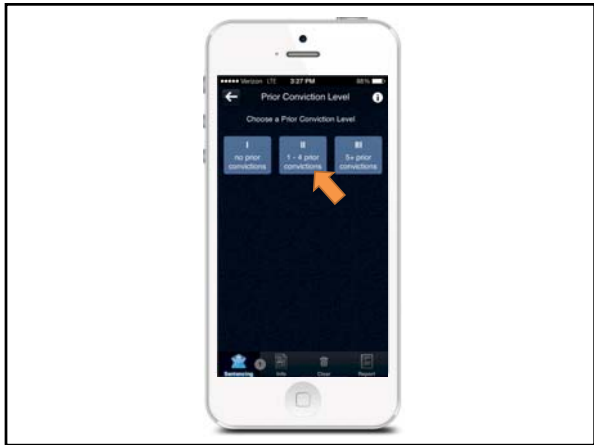 Verizon LTE 3:37 PM 88%
Prior Conviction Level
Choose a Prior Conviction Level
I II III
no prior 1 - 4 prior 5+ prior
convictions convictions convictions
Sentencing Info Clear Report